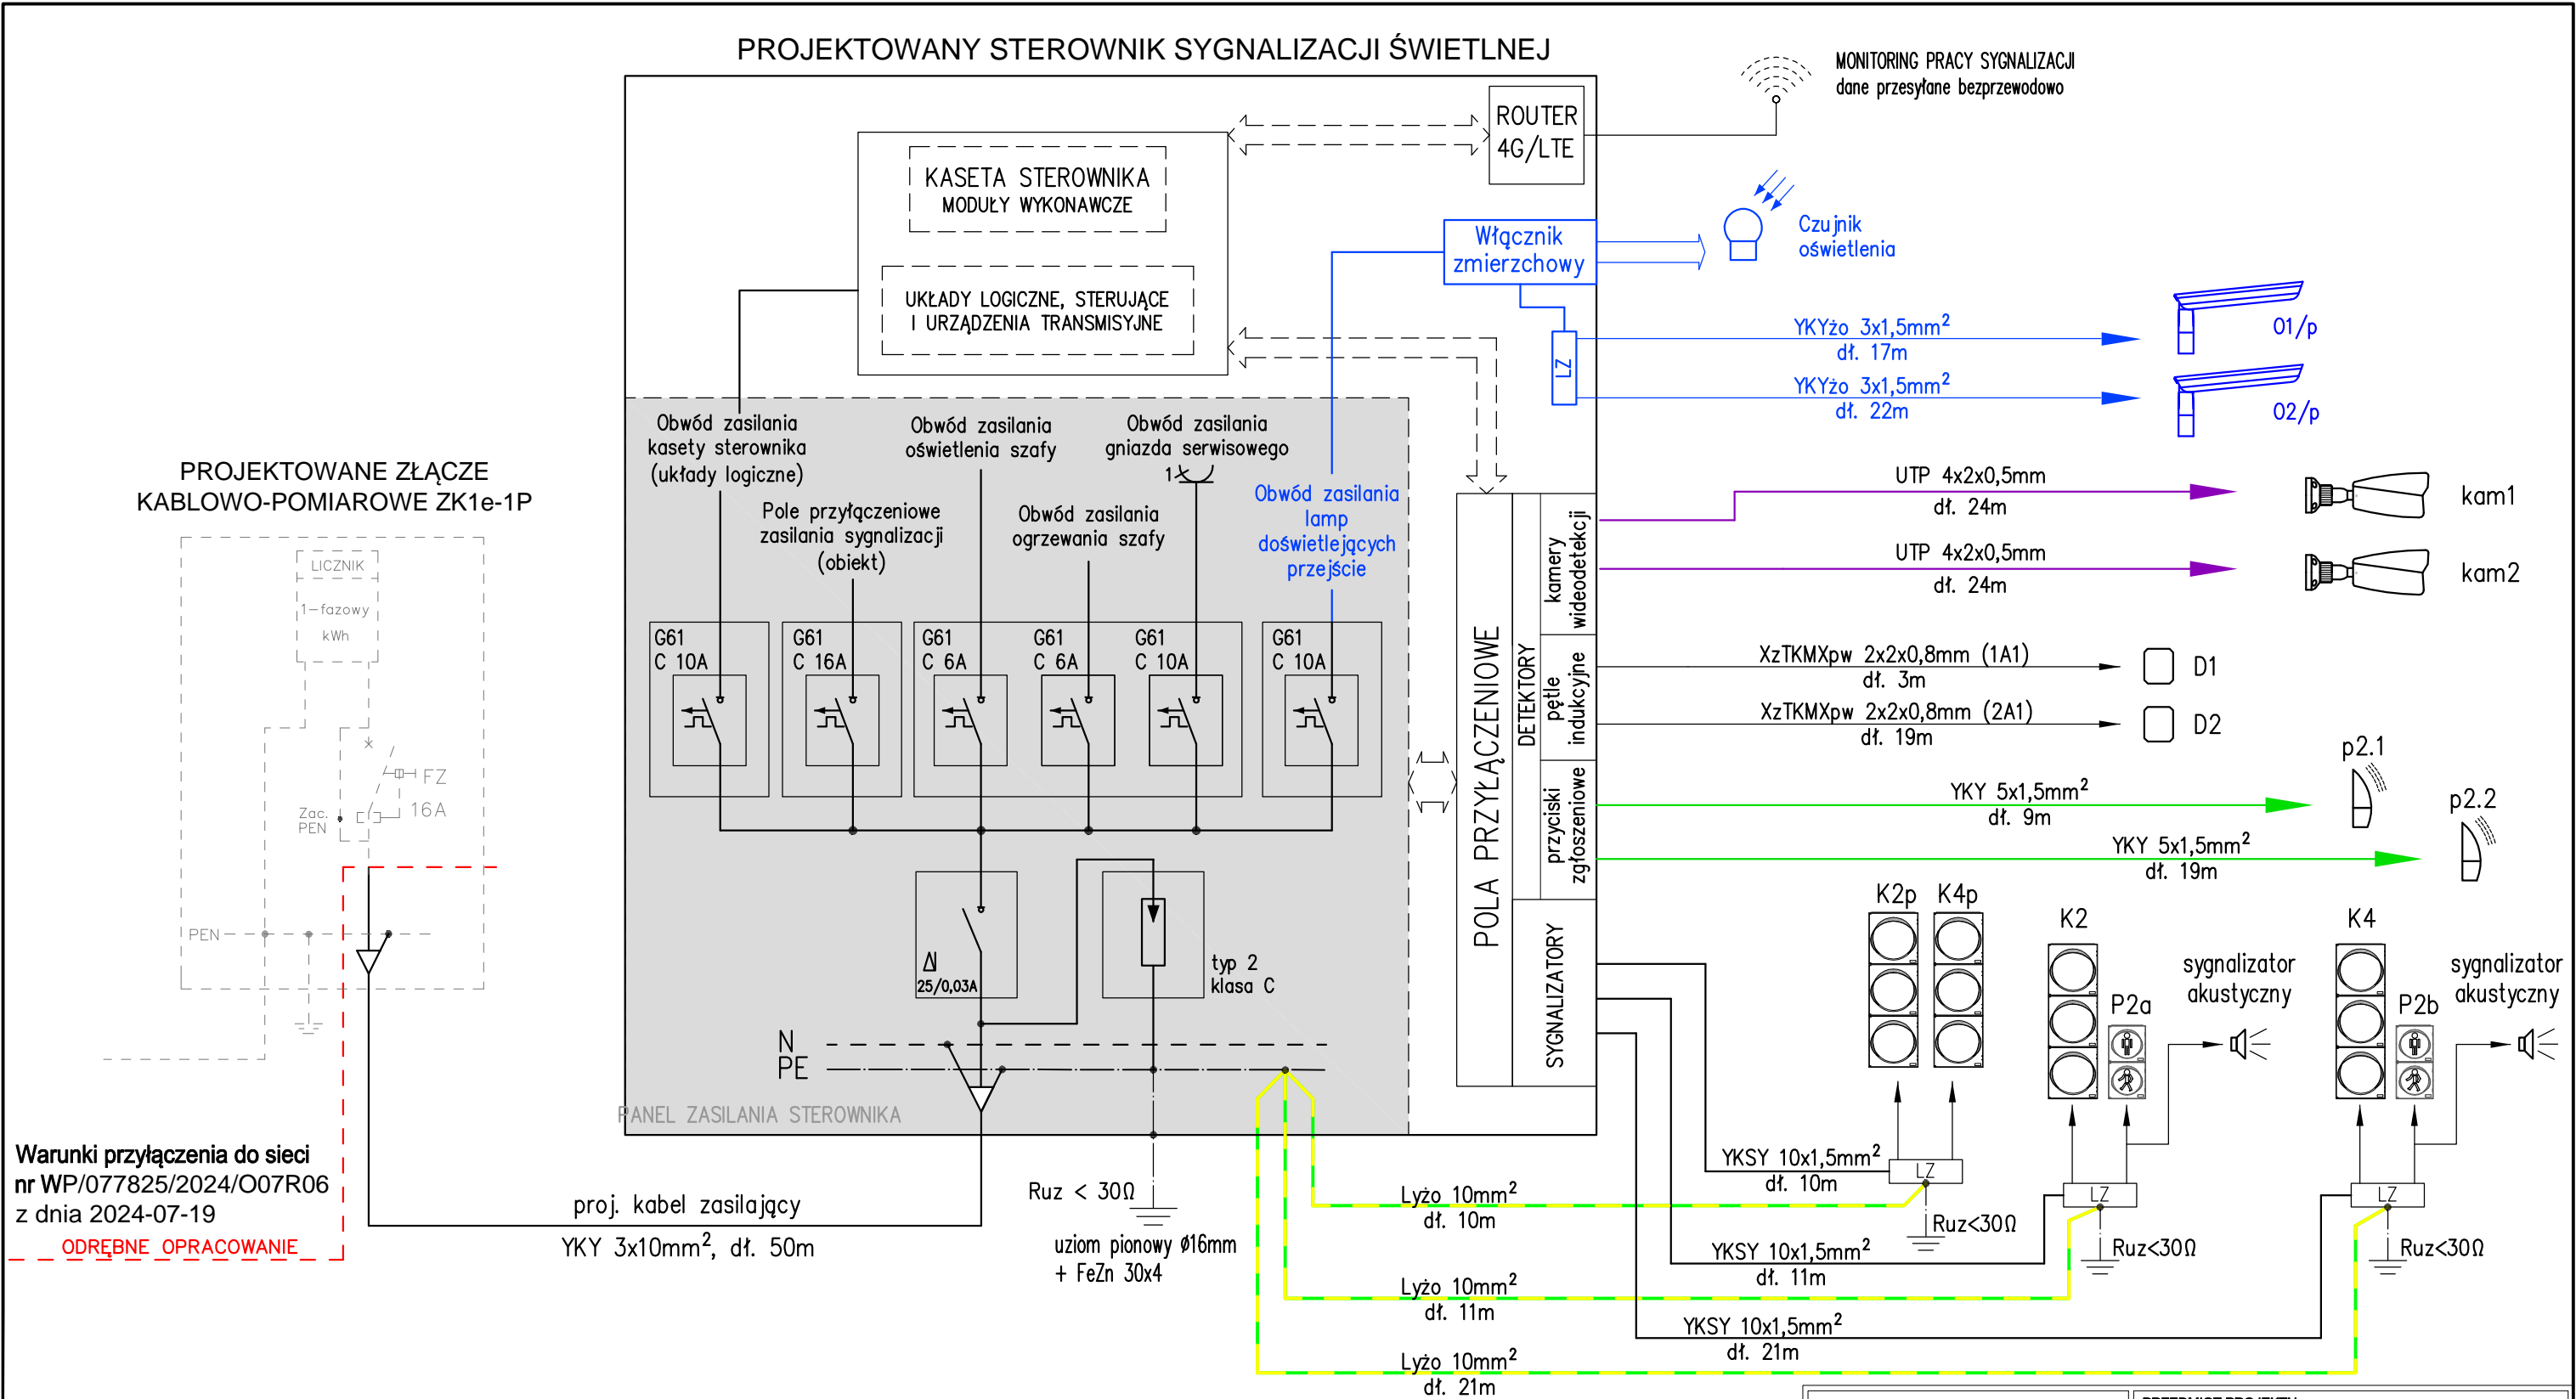 PROJEKTOWANY STEROWNIK SYGNALIZACJI ŚWIETLNEJ
MONITORING PRACY SYGNALIZACJI
dane przesyłane bezprzewodowo
ROUTER
4G/LTE
KASETA STEROWNIKA
MODUŁY WYKONAWCZE
UKŁADY LOGICZNE, STERUJĄCE
I URZĄDZENIA TRANSMISYJNE
Włącznik
zmierzchowy
Czujnik
oświetlenia
LZ
YKYżo 3x1,5mm²
dł. 17m
O1/p
YKYżo 3x1,5mm²
dł. 22m
O2/p
Obwód zasilania
kasety sterownika
(układy logiczne)
Pole przyłączeniowe
zasilania sygnalizacji
(obiekt)
Obwód zasilania
oświetlenia szafy
Obwód zasilania
ogrzewania szafy
Obwód zasilania
gniazda serwisowego
1
Obwód zasilania
lamp
doświetlejących
przejście
G61
C 10A
G61
C 16A
G61
C 6A
G61
C 6A
G61
C 10A
G61
C 10A
PROJEKTOWANE ZŁĄCZE
KABLOWO-POMIAROWE ZK1e-1P
LICZNIK
1-fazowy
kWh
FZ
16A
Zac.
PEN
PEN
POLA PRZYŁĄCZENIOWE
DETEKTORY
kamery
wideodetekcji
pętle
indukcyjne
przyciski
zgłoszeniowe
SYGNALIZATORY
UTP 4x2x0,5mm
dł. 24m
kam1
UTP 4x2x0,5mm
dł. 24m
kam2
XzTKMXpw 2x2x0,8mm (1A1)
dł. 3m
D1
XzTKMXpw 2x2x0,8mm (2A1)
dł. 19m
D2
YKY 5x1,5mm²
dł. 9m
p2.1
YKY 5x1,5mm²
dł. 19m
p2.2
K2p
K4p
K2
P2a
sygnalizator
akustyczny
K4
P2b
sygnalizator
akustyczny
ΔI
25/0,03A
typ 2
klasa C
N
PE
PANEL ZASILANIA STEROWNIKA
Warunki przyłączenia do sieci
nr WP/077825/2024/O07R06
z dnia 2024-07-19
ODRĘBNE OPRACOWANIE
proj. kabel zasilający
YKY 3x10mm², dł. 50m
Ruz < 30Ω
uziom pionowy Ø16mm
+ FeZn 30x4
YKSY 10x1,5mm²
dł. 10m
LZ
Ruz<30Ω
Lyżo 10mm²
dł. 10m
YKSY 10x1,5mm²
dł. 11m
LZ
Ruz<30Ω
Lyżo 10mm²
dł. 11m
YKSY 10x1,5mm²
dł. 21m
LZ
Ruz<30Ω
Lyżo 10mm²
dł. 21m